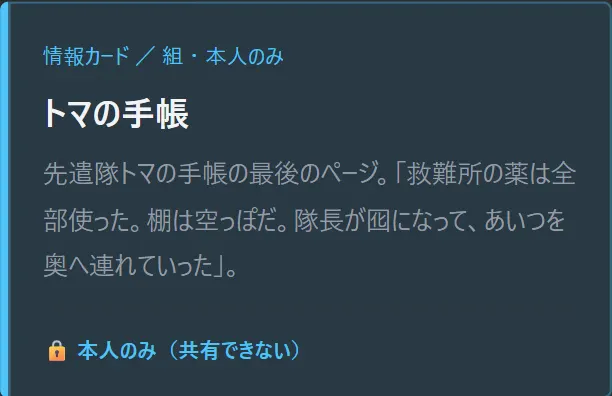 情報カード ／ 組 · 本人のみ
トマの手帳
先遣隊トマの手帳の最後のページ。「救難所の薬は全
部使った。棚は空っぽだ。隊長が囮になって、あいつを
奥へ連れていった」。
🔒 本人のみ（共有できない）